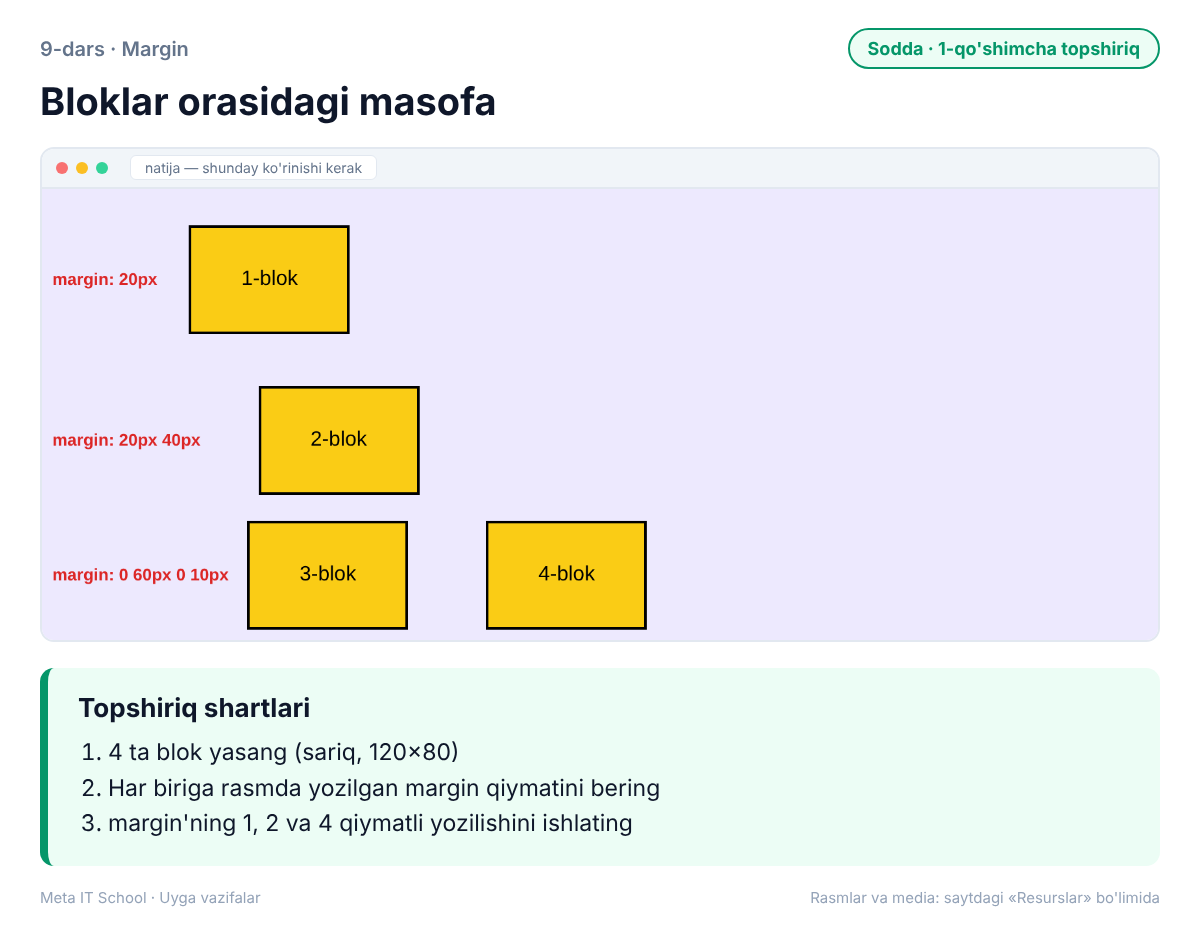 9-dars · Margin
Sodda · 1-qo'shimcha topshiriq
Bloklar orasidagi masofa
natija — shunday ko'rinishi kerak
margin: 20px
1-blok
margin: 20px 40px
2-blok
margin: 0 60px 0 10px
3-blok
4-blok
Topshiriq shartlari
1. 4 ta blok yasang (sariq, 120×80)
2. Har biriga rasmda yozilgan margin qiymatini bering
3. margin'ning 1, 2 va 4 qiymatli yozilishini ishlating
Meta IT School · Uyga vazifalar
Rasmlar va media: saytdagi «Resurslar» bo'limida